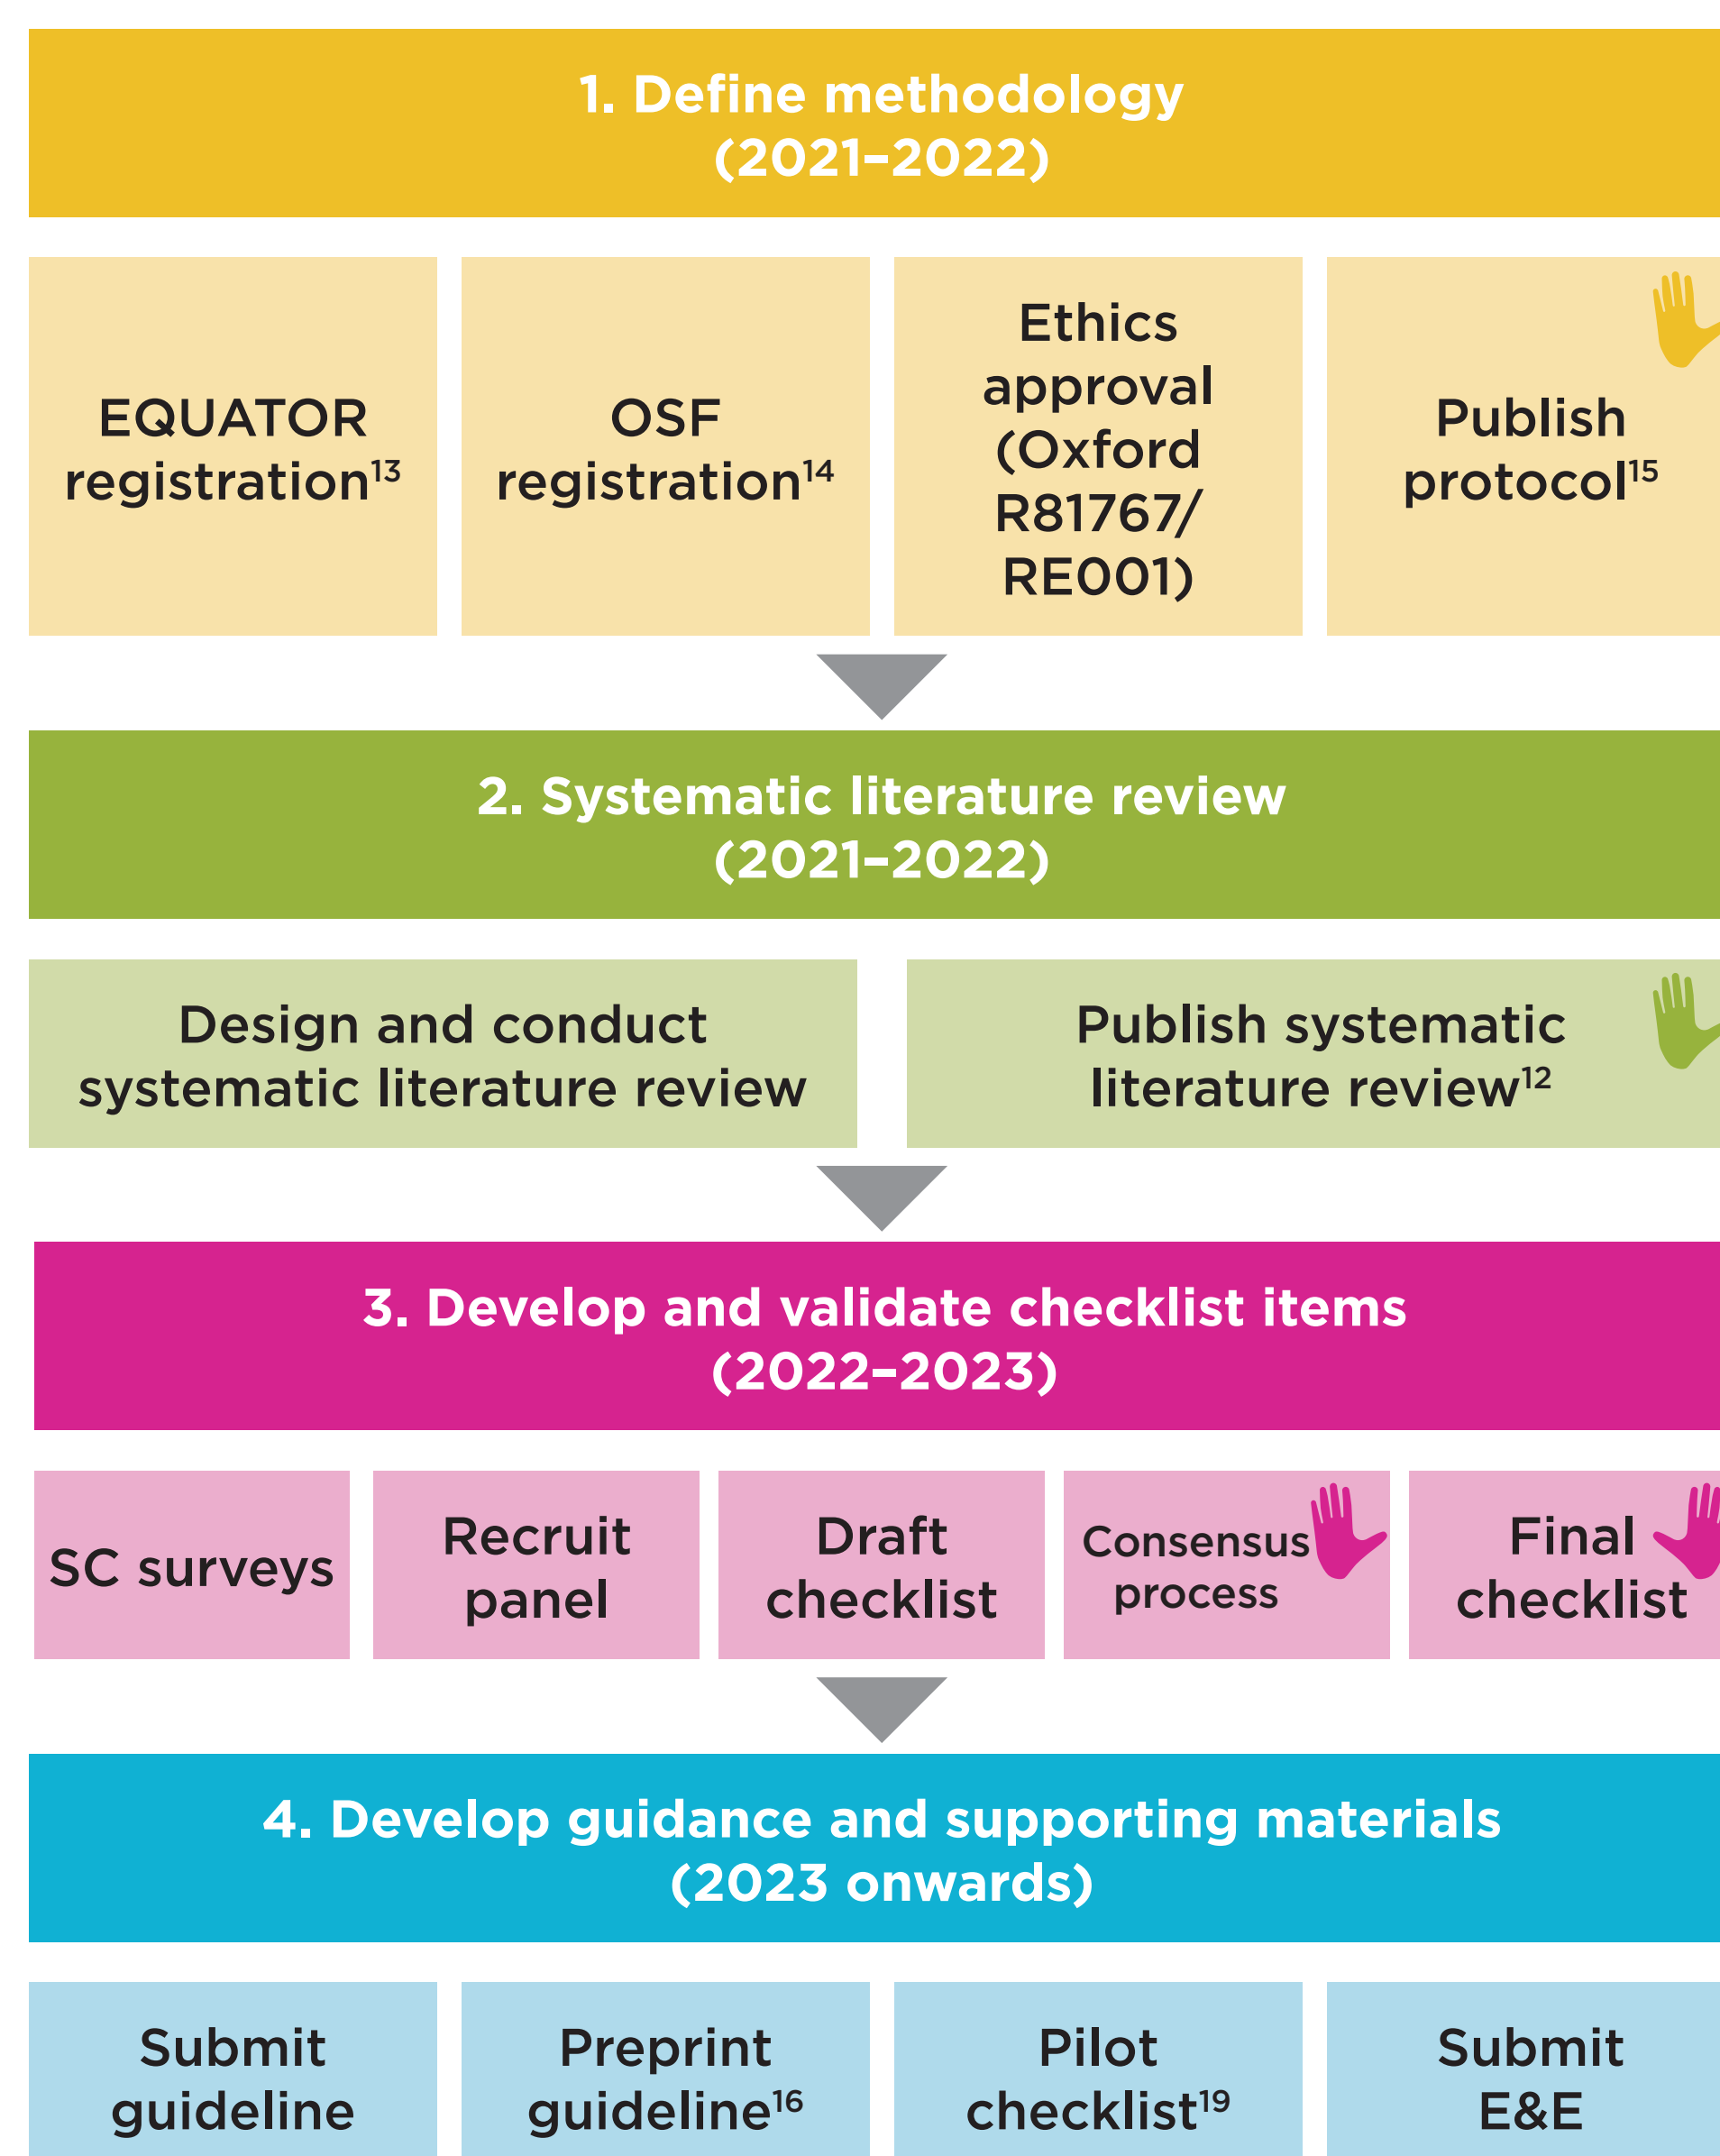 1. Define methodology
(2021–2022)
EQUATOR
registration¹³
OSF
registration¹⁴
Ethics
approval
(Oxford
R81767/
RE001)
Publish
protocol¹⁵
2. Systematic literature review
(2021–2022)
Design and conduct
systematic literature review
Publish systematic
literature review¹²
3. Develop and validate checklist items
(2022–2023)
SC surveys
Recruit
panel
Draft
checklist
Consensus
process
Final
checklist
4. Develop guidance and supporting materials
(2023 onwards)
Submit
guideline
Preprint
guideline¹⁶
Pilot
checklist¹⁹
Submit
E&E